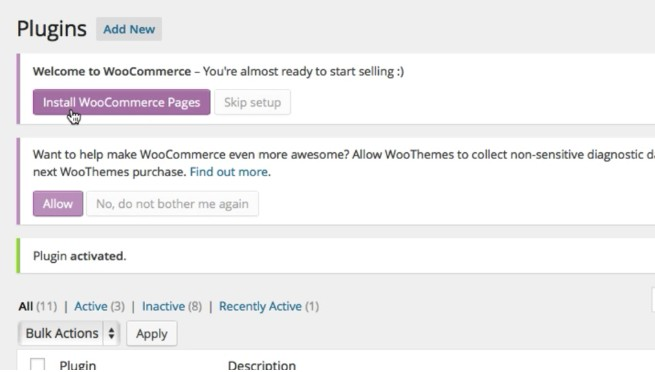 Plugins Add New
Welcome to WooCommerce – You're almost ready to start selling :)
Install WooCommerce Pages Skip setup
Want to help make WooCommerce even more awesome? Allow WooThemes to collect non-sensitive diagnostic
next WooThemes purchase. Find out more.
Allow No, do not bother me again
Plugin activated.
All (11) | Active (3) | Inactive (8) | Recently Active (1)
Bulk Actions Apply
Plugin Description